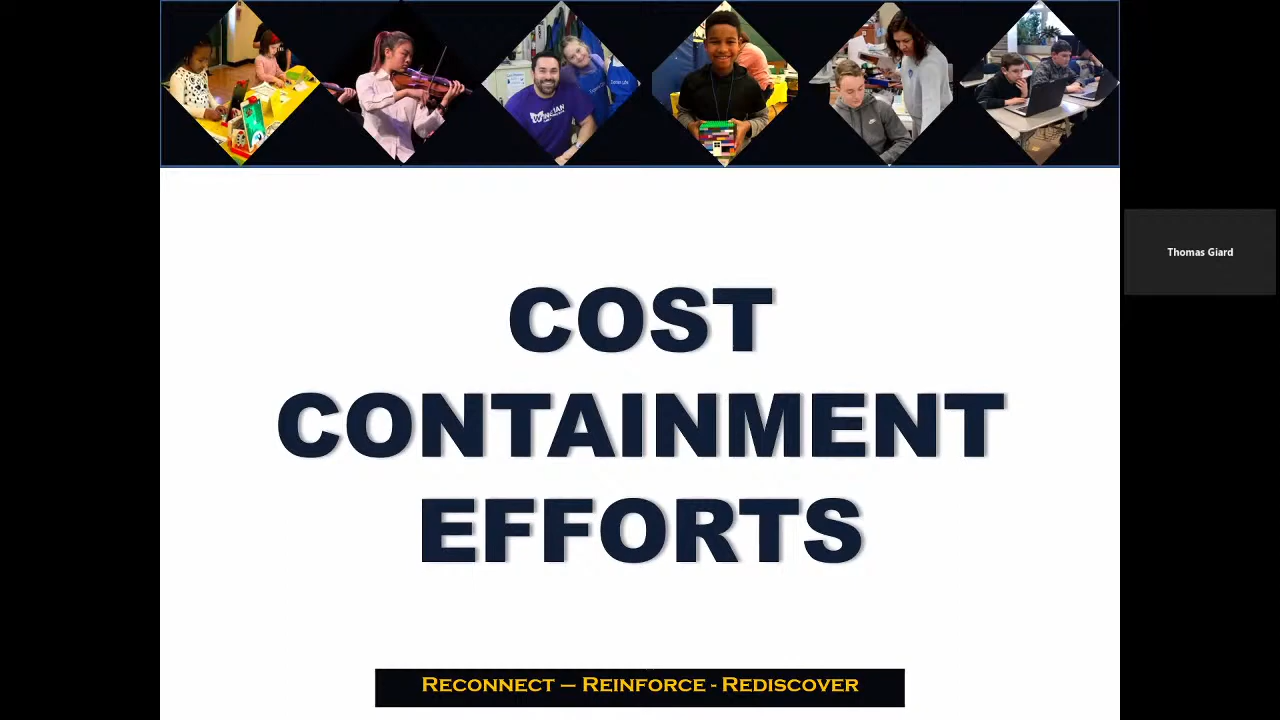 COST
CONTAINMENT
EFFORTS
Thomas Giard
RECONNECT – REINFORCE - REDISCOVER